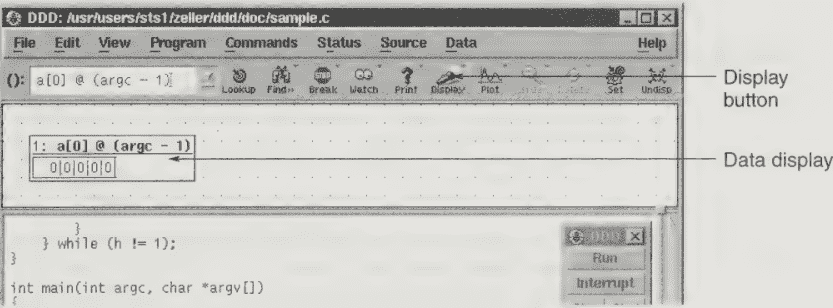 DDD: /usr/users/sts1/zeller/ddd/doc/sample.c
File Edit View Program Commands Status Source Data Help
(): a[0] @ (argc - 1)
Lookup Find>> Break Watch Print Display Plot Set Undisp
Display button
1: a[0] @ (argc - 1)
0|0|0|0|0
Data display
}
} while (h != 1);
}
int main(int argc, char *argv[])
{
DDD
Run
Interrupt